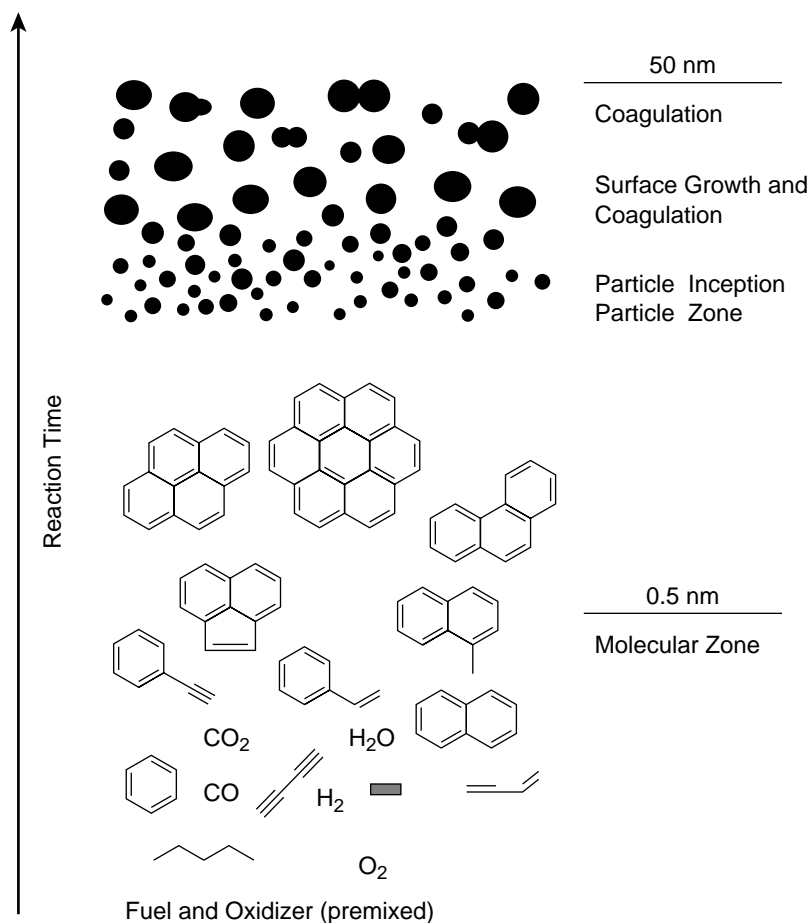 50 nm
Coagulation
Surface Growth and
Coagulation
Particle Inception
Particle Zone
Reaction Time
0.5 nm
Molecular Zone
CO₂ H₂O
CO H₂
O₂
Fuel and Oxidizer (premixed)